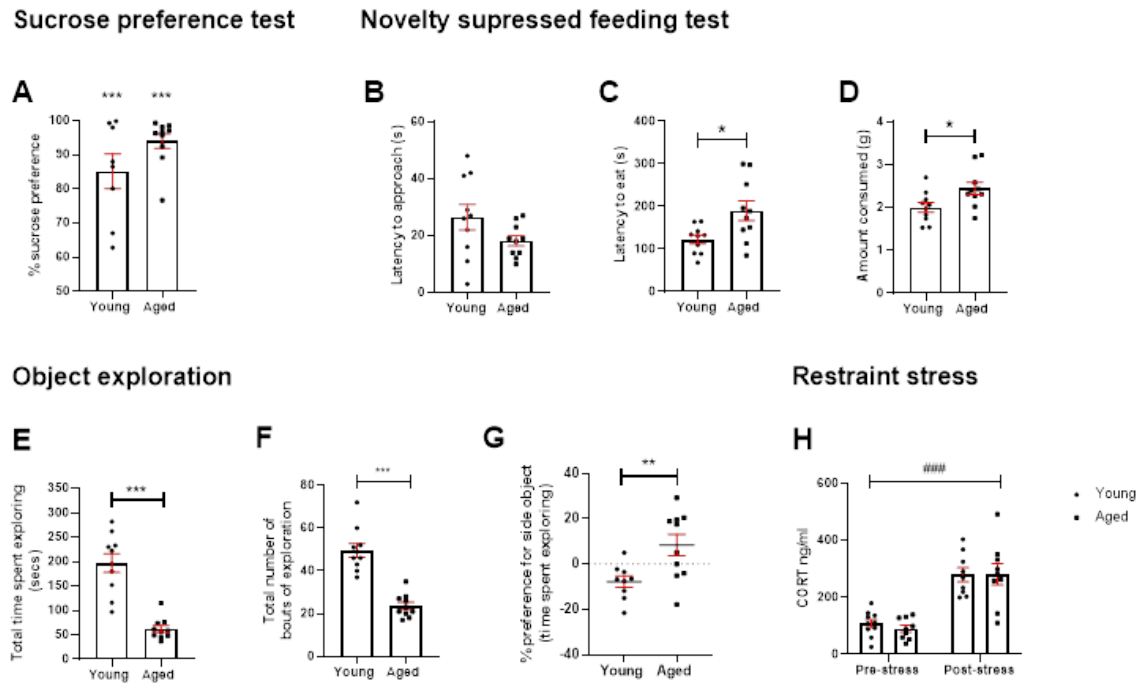 Sucrose preference test
Novelty supressed feeding test
A
*** ***
% sucrose preference
100
90
80
70
60
50
Young Aged
B
Latency to approach (s)
60
40
20
0
Young Aged
C
*
Latency to eat (s)
400
300
200
100
0
Young Aged
D
*
Amount consumed (g)
4
3
2
1
0
Young Aged
Object exploration
Restraint stress
E
***
Total time spent exploring
(secs)
350
300
250
200
150
100
50
0
Young Aged
F
***
Total number of
bouts of exploration
80
60
40
20
0
Young Aged
G
**
% preference for side object
(time spent exploring)
40
20
0
-20
-40
Young Aged
H
###
CORT ng/ml
600
400
200
0
Pre-stress Post-stress
Young
Aged